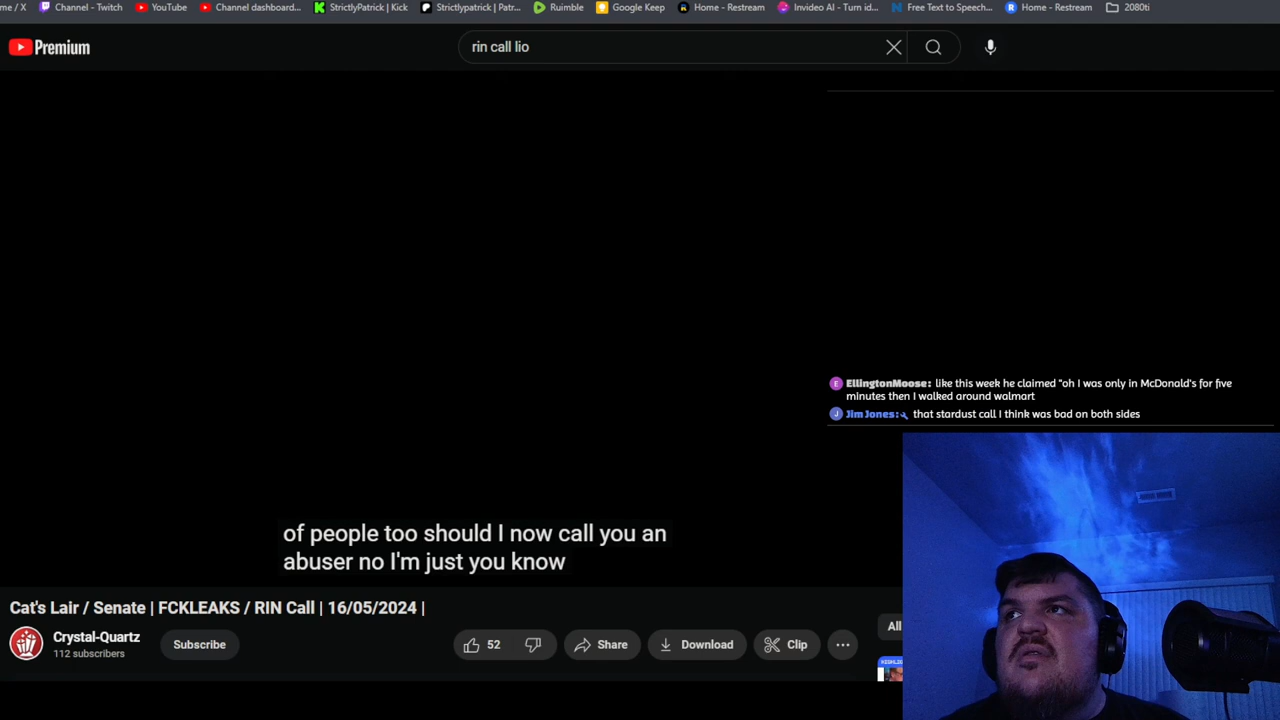 me / X Channel - Twitch YouTube Channel dashboard... StrictlyPatrick | Kick Strictlypatrick | Patr... Rumble Google Keep Home - Restream Invideo AI - Turn id... Free Text to Speech... Home - Restream 2080ti
Premium
rin call lio
EllingtonMoose: like this week he claimed "oh I was only in McDonald's for five
minutes then I walked around walmart
Jim Jones: that stardust call I think was bad on both sides
of people too should I now call you an
abuser no I'm just you know
Cat's Lair / Senate | FCKLEAKS / RIN Call | 16/05/2024 |
All
Crystal-Quartz
112 subscribers
Subscribe
52
Share
Download
Clip